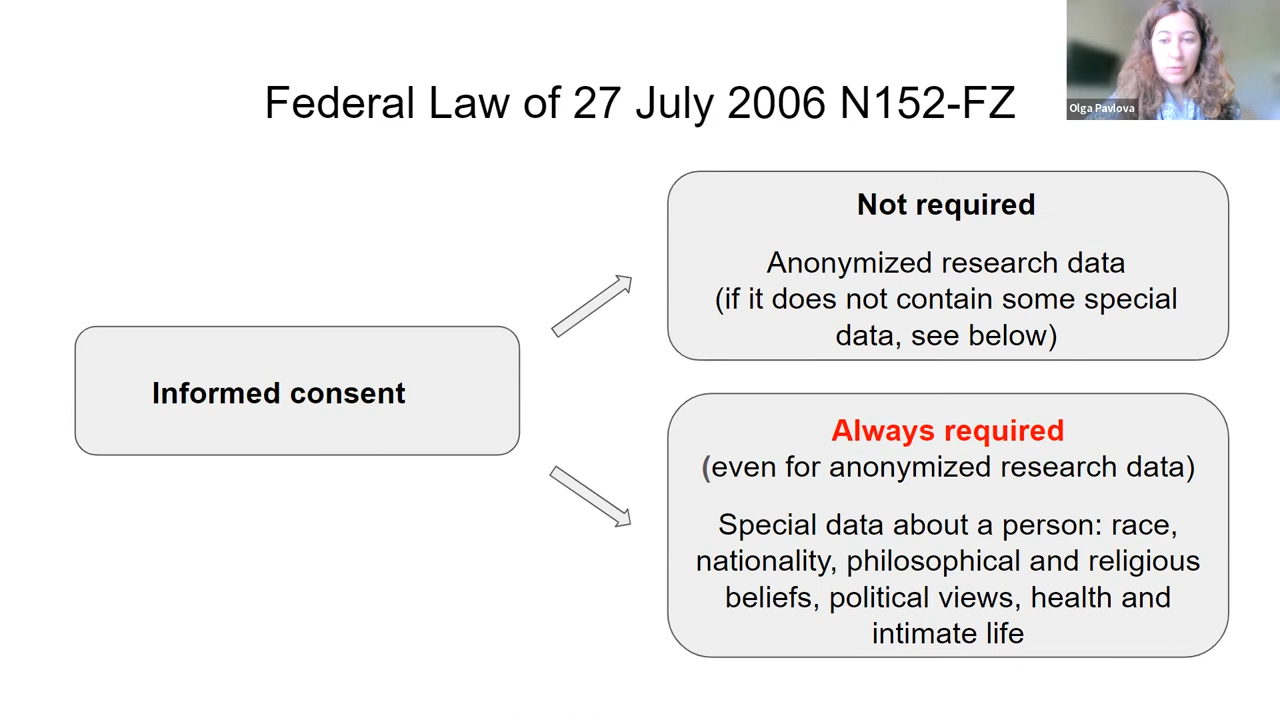 Federal Law of 27 July 2006 N152-FZ
Olga Pavlova
Informed consent
Not required
Anonymized research data
(if it does not contain some special
data, see below)
Always required
(even for anonymized research data)
Special data about a person: race,
nationality, philosophical and religious
beliefs, political views, health and
intimate life